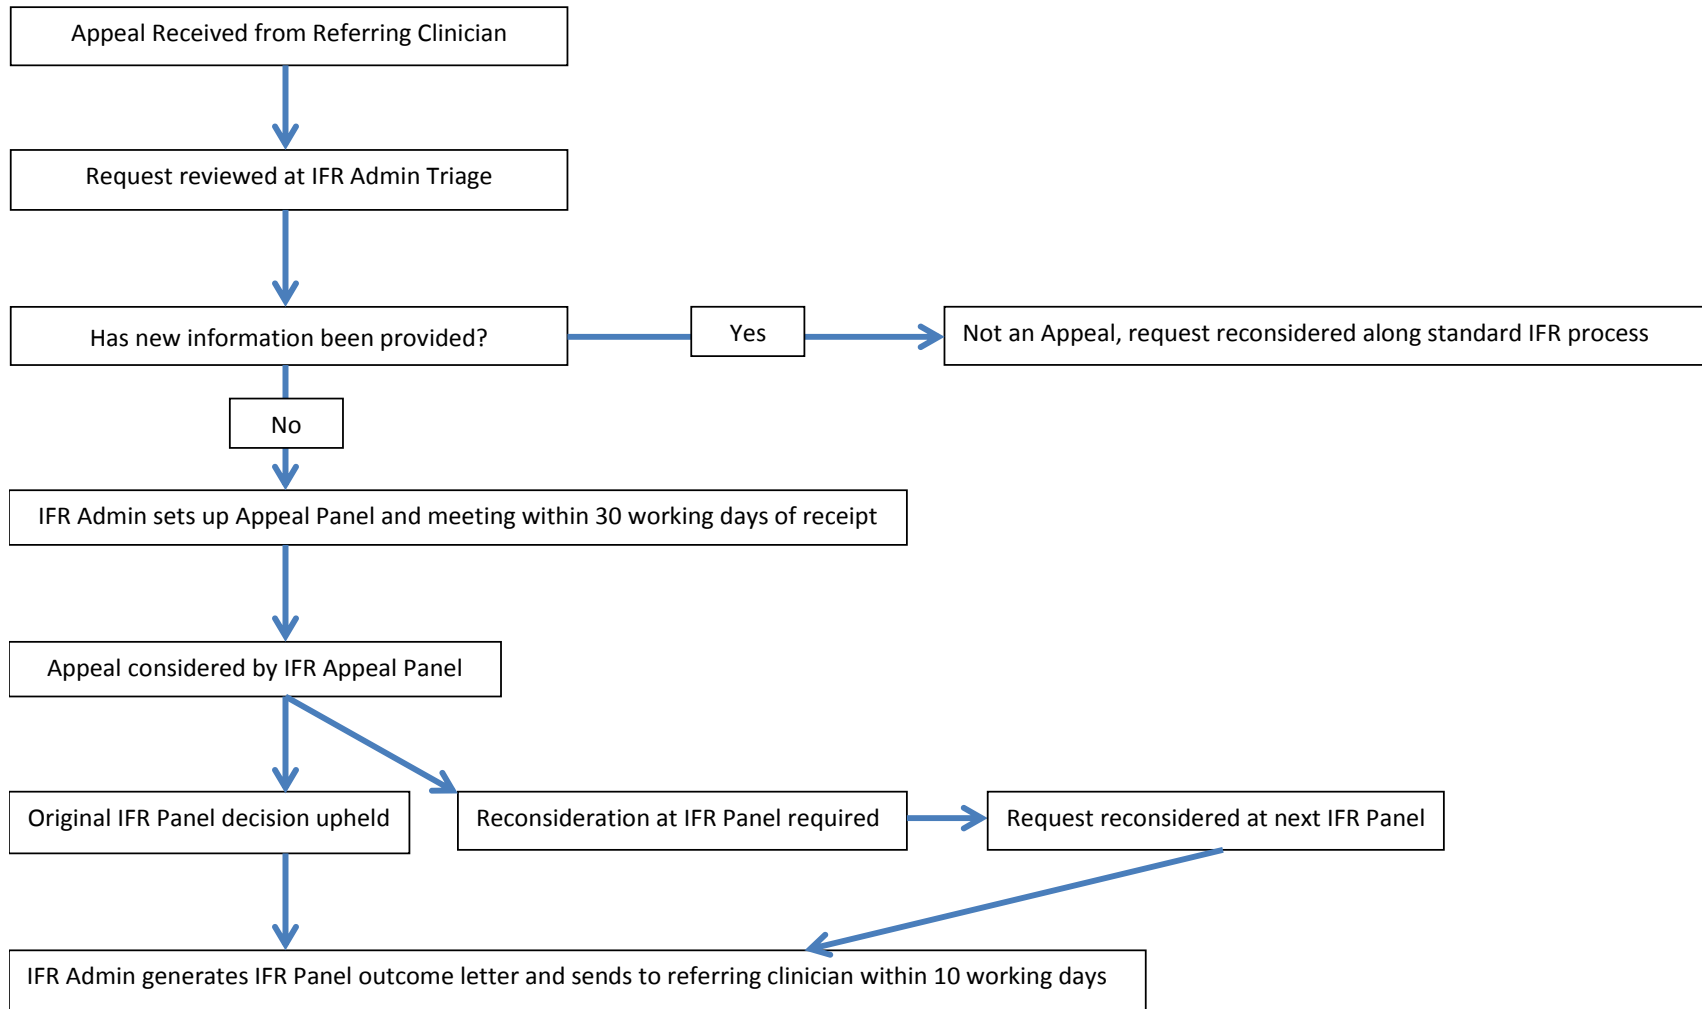 Appeal Received from Referring Clinician
Request reviewed at IFR Admin Triage
Has new information been provided?
Yes
Not an Appeal, request reconsidered along standard IFR process
No
IFR Admin sets up Appeal Panel and meeting within 30 working days of receipt
Appeal considered by IFR Appeal Panel
Original IFR Panel decision upheld
Reconsideration at IFR Panel required
Request reconsidered at next IFR Panel
IFR Admin generates IFR Panel outcome letter and sends to referring clinician within 10 working days